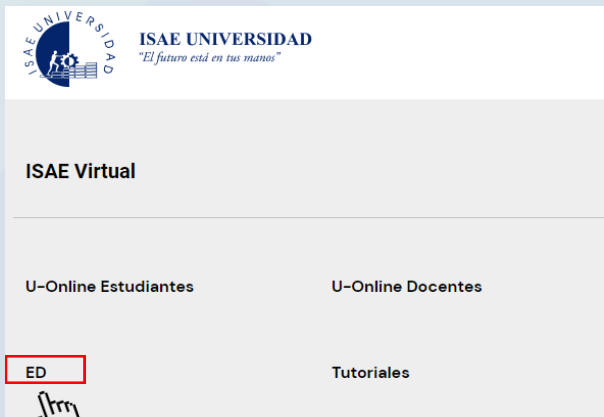 ISAE UNIVERSIDAD
ISAE UNIVERSIDAD
"El futuro está en tus manos"
ISAE Virtual
U-Online Estudiantes
U-Online Docentes
ED
Tutoriales